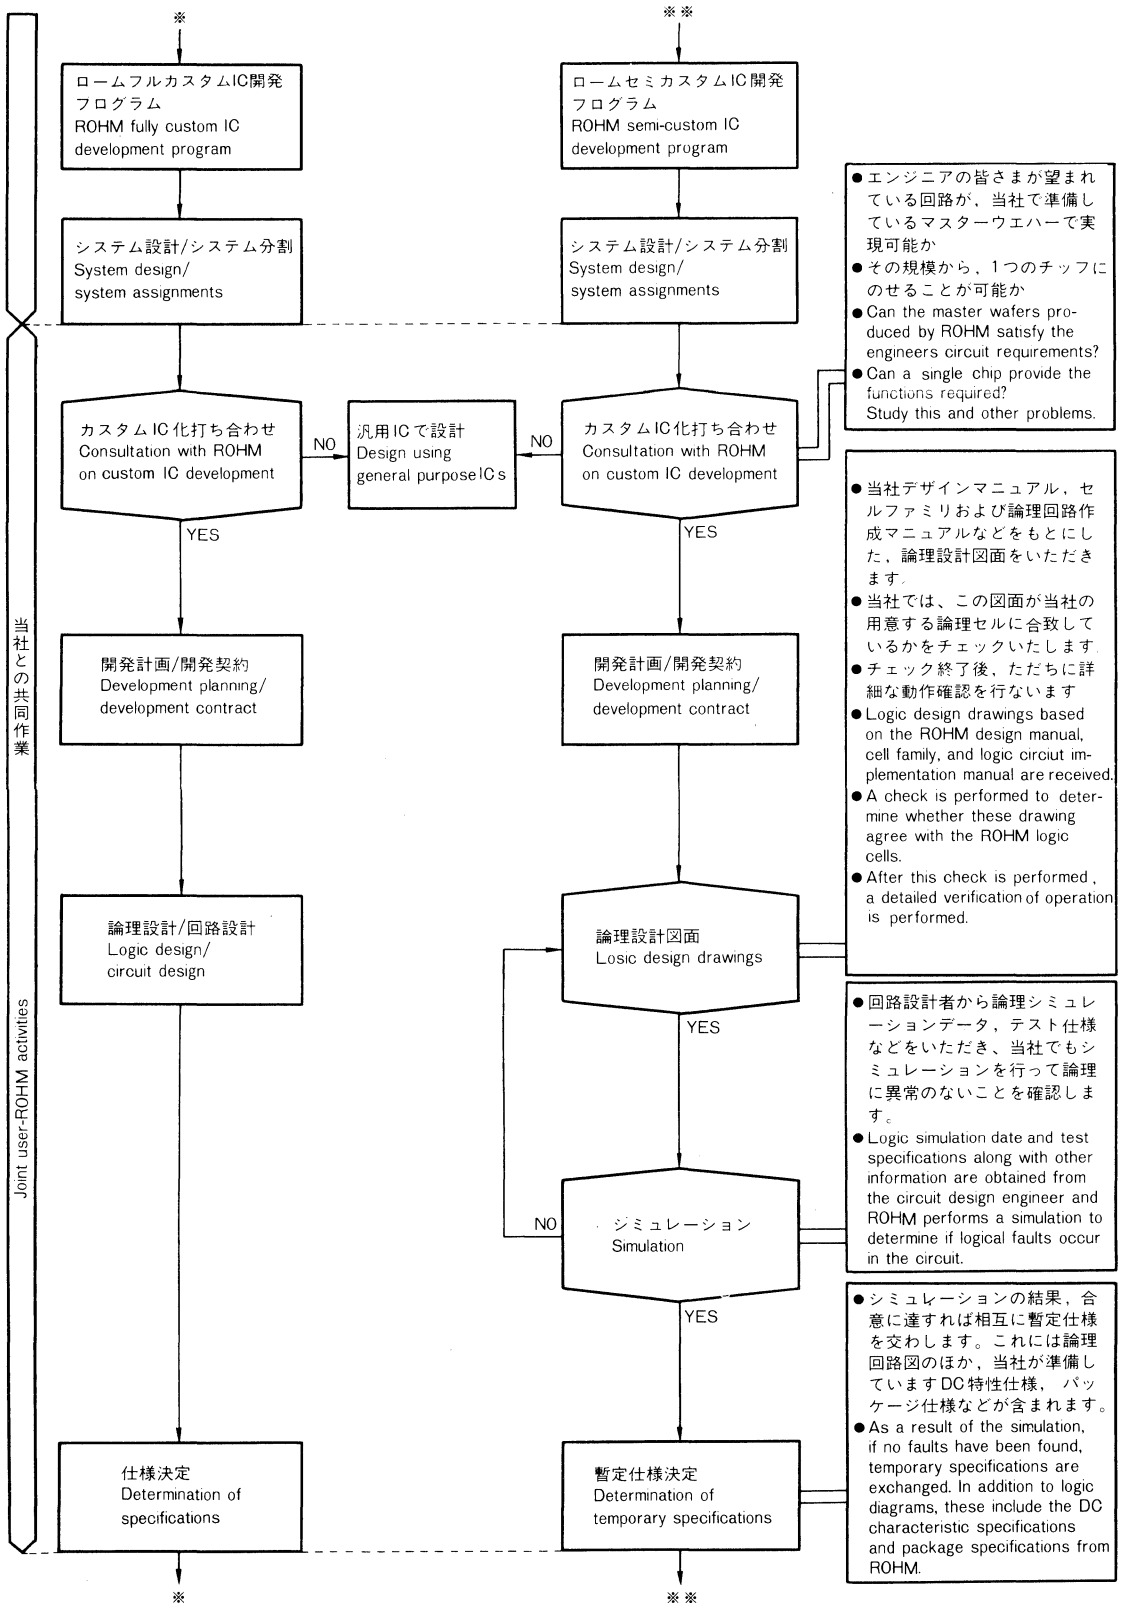 ※
※※
ロームフルカスタムIC開発
プログラム
ROHM fully custom IC
development program
ロームセミカスタムIC開発
プログラム
ROHM semi-custom IC
development program
システム設計/システム分割
System design/
system assignments
システム設計/システム分割
System design/
system assignments
●エンジニアの皆さまが望まれ
ている回路が，当社で準備し
ているマスターウエハーで実
現可能か
●その規模から，1つのチッフに
のせることが可能か
●Can the master wafers pro-
duced by ROHM satisfy the
engineers circuit requirements?
●Can a single chip provide the
functions required?
Study this and other problems.
カスタムIC化打ち合わせ
Consultation with ROHM
on custom IC development
NO
汎用ICで設計
Design using
general purpose ICs
NO
カスタムIC化打ち合わせ
Consultation with ROHM
on custom IC development
YES
YES
●当社デザインマニュアル，セ
ルファミリおよび論理回路作
成マニュアルなどをもとにし
た，論理設計図面をいただき
ます.
●当社では、この図面が当社の
用意する論理セルに合致して
いるかをチェックいたします.
●チェック終了後，ただちに詳
細な動作確認を行ないます
●Logic design drawings based
on the ROHM design manual,
cell family, and logic circiut im-
plementation manual are received.
●A check is performed to deter-
mine whether these drawing
agree with the ROHM logic
cells.
●After this check is performed,
a detailed verification of operation
is performed.
開発計画/開発契約
Development planning/
development contract
開発計画/開発契約
Development planning/
development contract
当社との共同作業
Joint user-ROHM activities
論理設計/回路設計
Logic design/
circuit design
論理設計図面
Losic design drawings
YES
●回路設計者から論理シミュレ
ーションデータ，テスト仕様
などをいただき、当社でもシ
ミュレーションを行って論理
に異常のないことを確認しま
す。
●Logic simulation date and test
specifications along with other
information are obtained from
the circuit design engineer and
ROHM performs a simulation to
determine if logical faults occur
in the circuit.
NO
シミュレーション
Simulation
YES
●シミュレーションの結果，合
意に達すれば相互に暫定仕様
を交わします。これには論理
回路図のほか，当社が準備し
ていますDC特性仕様，パッ
ケージ仕様などが含まれます。
●As a result of the simulation,
if no faults have been found,
temporary specifications are
exchanged. In addition to logic
diagrams, these include the DC
characteristic specifications
and package specifications from
ROHM.
仕様決定
Determination of
specifications
暫定仕様決定
Determination of
temporary specifications
※
※※